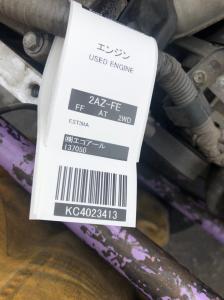 エンジン
USED ENGINE
2AZ-FE
FF AT 2WD
ESTIMA
㈱エコアール
137050
KC4023413